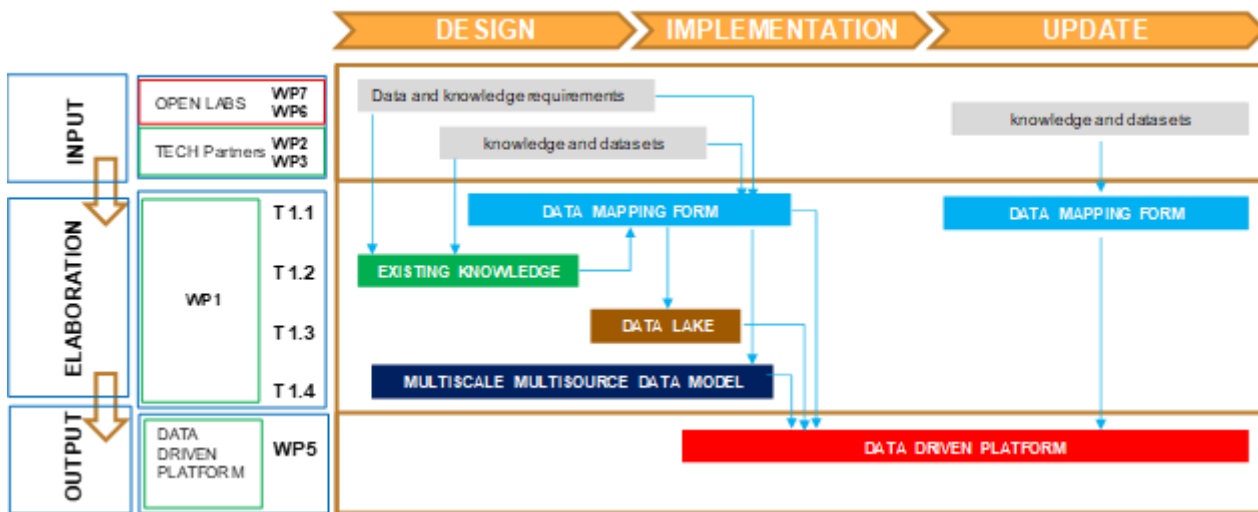 DESIGN
IMPLEMENTATION
UPDATE
INPUT
OPEN LABS
WP7
WP6
TECH Partners
WP2
WP3
Data and knowledge requirements
knowledge and datasets
knowledge and datasets
ELABORATION
WP1
T 1.1
T 1.2
T 1.3
T 1.4
DATA MAPPING FORM
DATA MAPPING FORM
EXISTING KNOWLEDGE
DATA LAKE
MULTISCALE MULTISOURCE DATA MODEL
OUTPUT
DATA
DRIVEN
PLATFORM
WP5
DATA DRIVEN PLATFORM